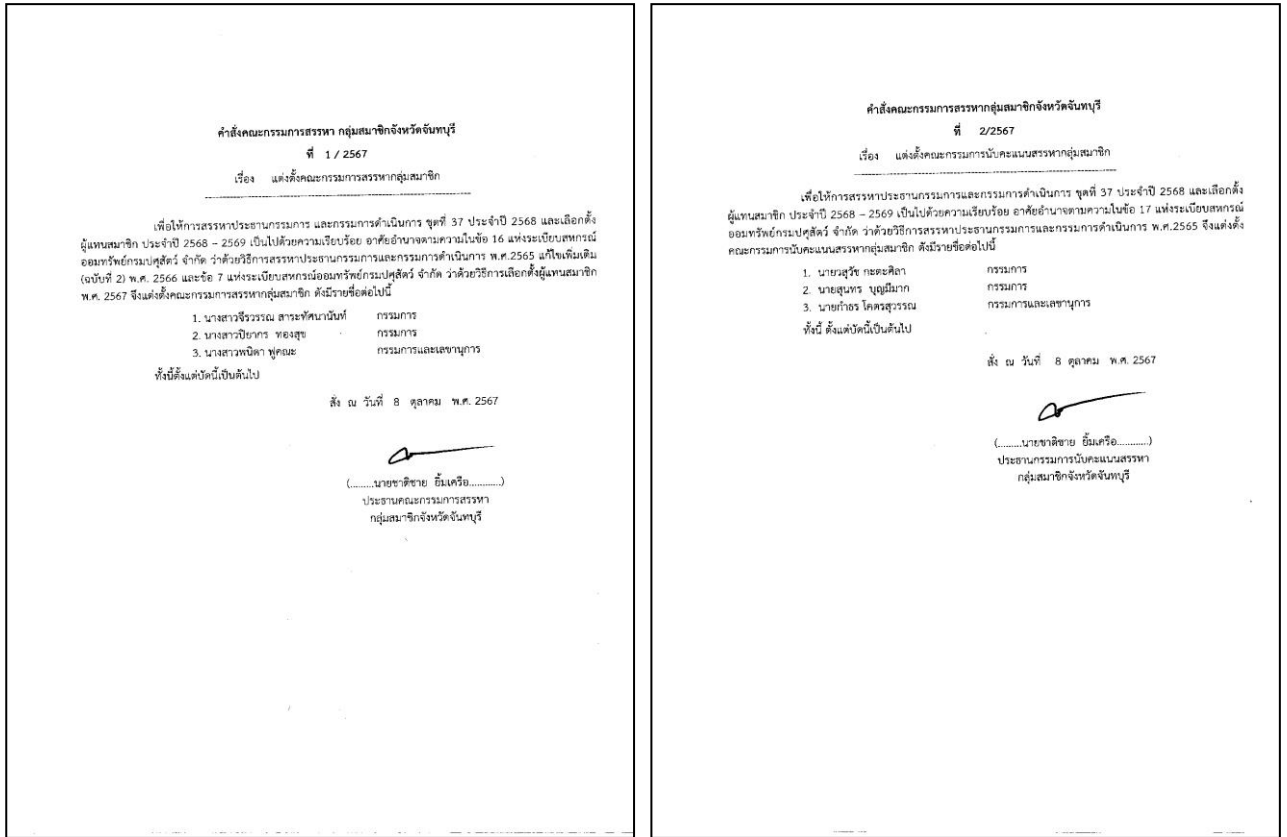 คำสั่งคณะกรรมการสรรหา กลุ่มสมาชิกจังหวัดจันทบุรี
ที่ 1 / 2567
เรื่อง แต่งตั้งคณะกรรมการสรรหากลุ่มสมาชิก
เพื่อให้การสรรหาประธานกรรมการ และกรรมการดำเนินการ ชุดที่ 37 ประจำปี 2568 และเลือกตั้ง
ผู้แทนสมาชิก ประจำปี 2568 – 2569 เป็นไปด้วยความเรียบร้อย อาศัยอำนาจตามความในข้อ 16 แห่งระเบียบสหกรณ์
ออมทรัพย์กรมปศุสัตว์ จำกัด ว่าด้วยวิธีการสรรหาประธานกรรมการและกรรมการดำเนินการ พ.ศ.2565 แก้ไขเพิ่มเติม
(ฉบับที่ 2) พ.ศ. 2566 และข้อ 7 แห่งระเบียบสหกรณ์ออมทรัพย์กรมปศุสัตว์ จำกัด ว่าด้วยวิธีการเลือกตั้งผู้แทนสมาชิก
พ.ศ. 2567 จึงแต่งตั้งคณะกรรมการสรรหากลุ่มสมาชิก ดังมีรายชื่อต่อไปนี้
1. นางสาวจีรวรรณ สาระทัศนานันท์ กรรมการ
2. นางสาวปิยากร ทองสุข กรรมการ
3. นางสาวพนิดา ฟูคณะ กรรมการและเลขานุการ
ทั้งนี้ตั้งแต่บัดนี้เป็นต้นไป
สั่ง ณ วันที่ 8 ตุลาคม พ.ศ. 2567
(.........นายชาติชาย ยิ้มเครือ...........)
ประธานคณะกรรมการสรรหา
กลุ่มสมาชิกจังหวัดจันทบุรี
คำสั่งคณะกรรมการสรรหากลุ่มสมาชิกจังหวัดจันทบุรี
ที่ 2/2567
เรื่อง แต่งตั้งคณะกรรมการนับคะแนนสรรหากลุ่มสมาชิก
เพื่อให้การสรรหาประธานกรรมการและกรรมการดำเนินการ ชุดที่ 37 ประจำปี 2568 และเลือกตั้ง
ผู้แทนสมาชิก ประจำปี 2568 – 2569 เป็นไปด้วยความเรียบร้อย อาศัยอำนาจตามความในข้อ 17 แห่งระเบียบสหกรณ์
ออมทรัพย์กรมปศุสัตว์ จำกัด ว่าด้วยวิธีการสรรหาประธานกรรมการและกรรมการดำเนินการ พ.ศ.2565 จึงแต่งตั้ง
คณะกรรมการนับคะแนนสรรหากลุ่มสมาชิก ดังมีรายชื่อต่อไปนี้
1. นายวสุวัช กะตะศิลา กรรมการ
2. นายสุนทร บุญมีมาก กรรมการ
3. นายกำธร โคตรสุวรรณ กรรมการและเลขานุการ
ทั้งนี้ ตั้งแต่บัดนี้เป็นต้นไป
สั่ง ณ วันที่ 8 ตุลาคม พ.ศ. 2567
(.........นายชาติชาย ยิ้มเครือ...........)
ประธานกรรมการนับคะแนนสรรหา
กลุ่มสมาชิกจังหวัดจันทบุรี